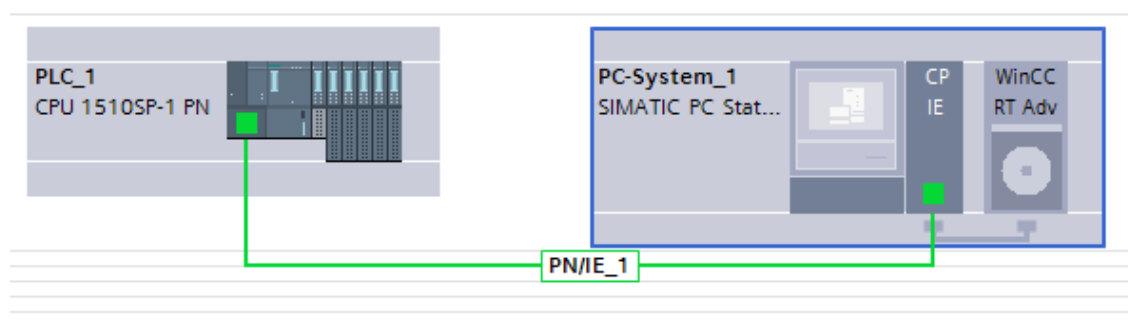 PLC_1
CPU 1510SP-1 PN
PC-System_1
SIMATIC PC Stat...
CP
IE
WinCC
RT Adv
PN/IE_1